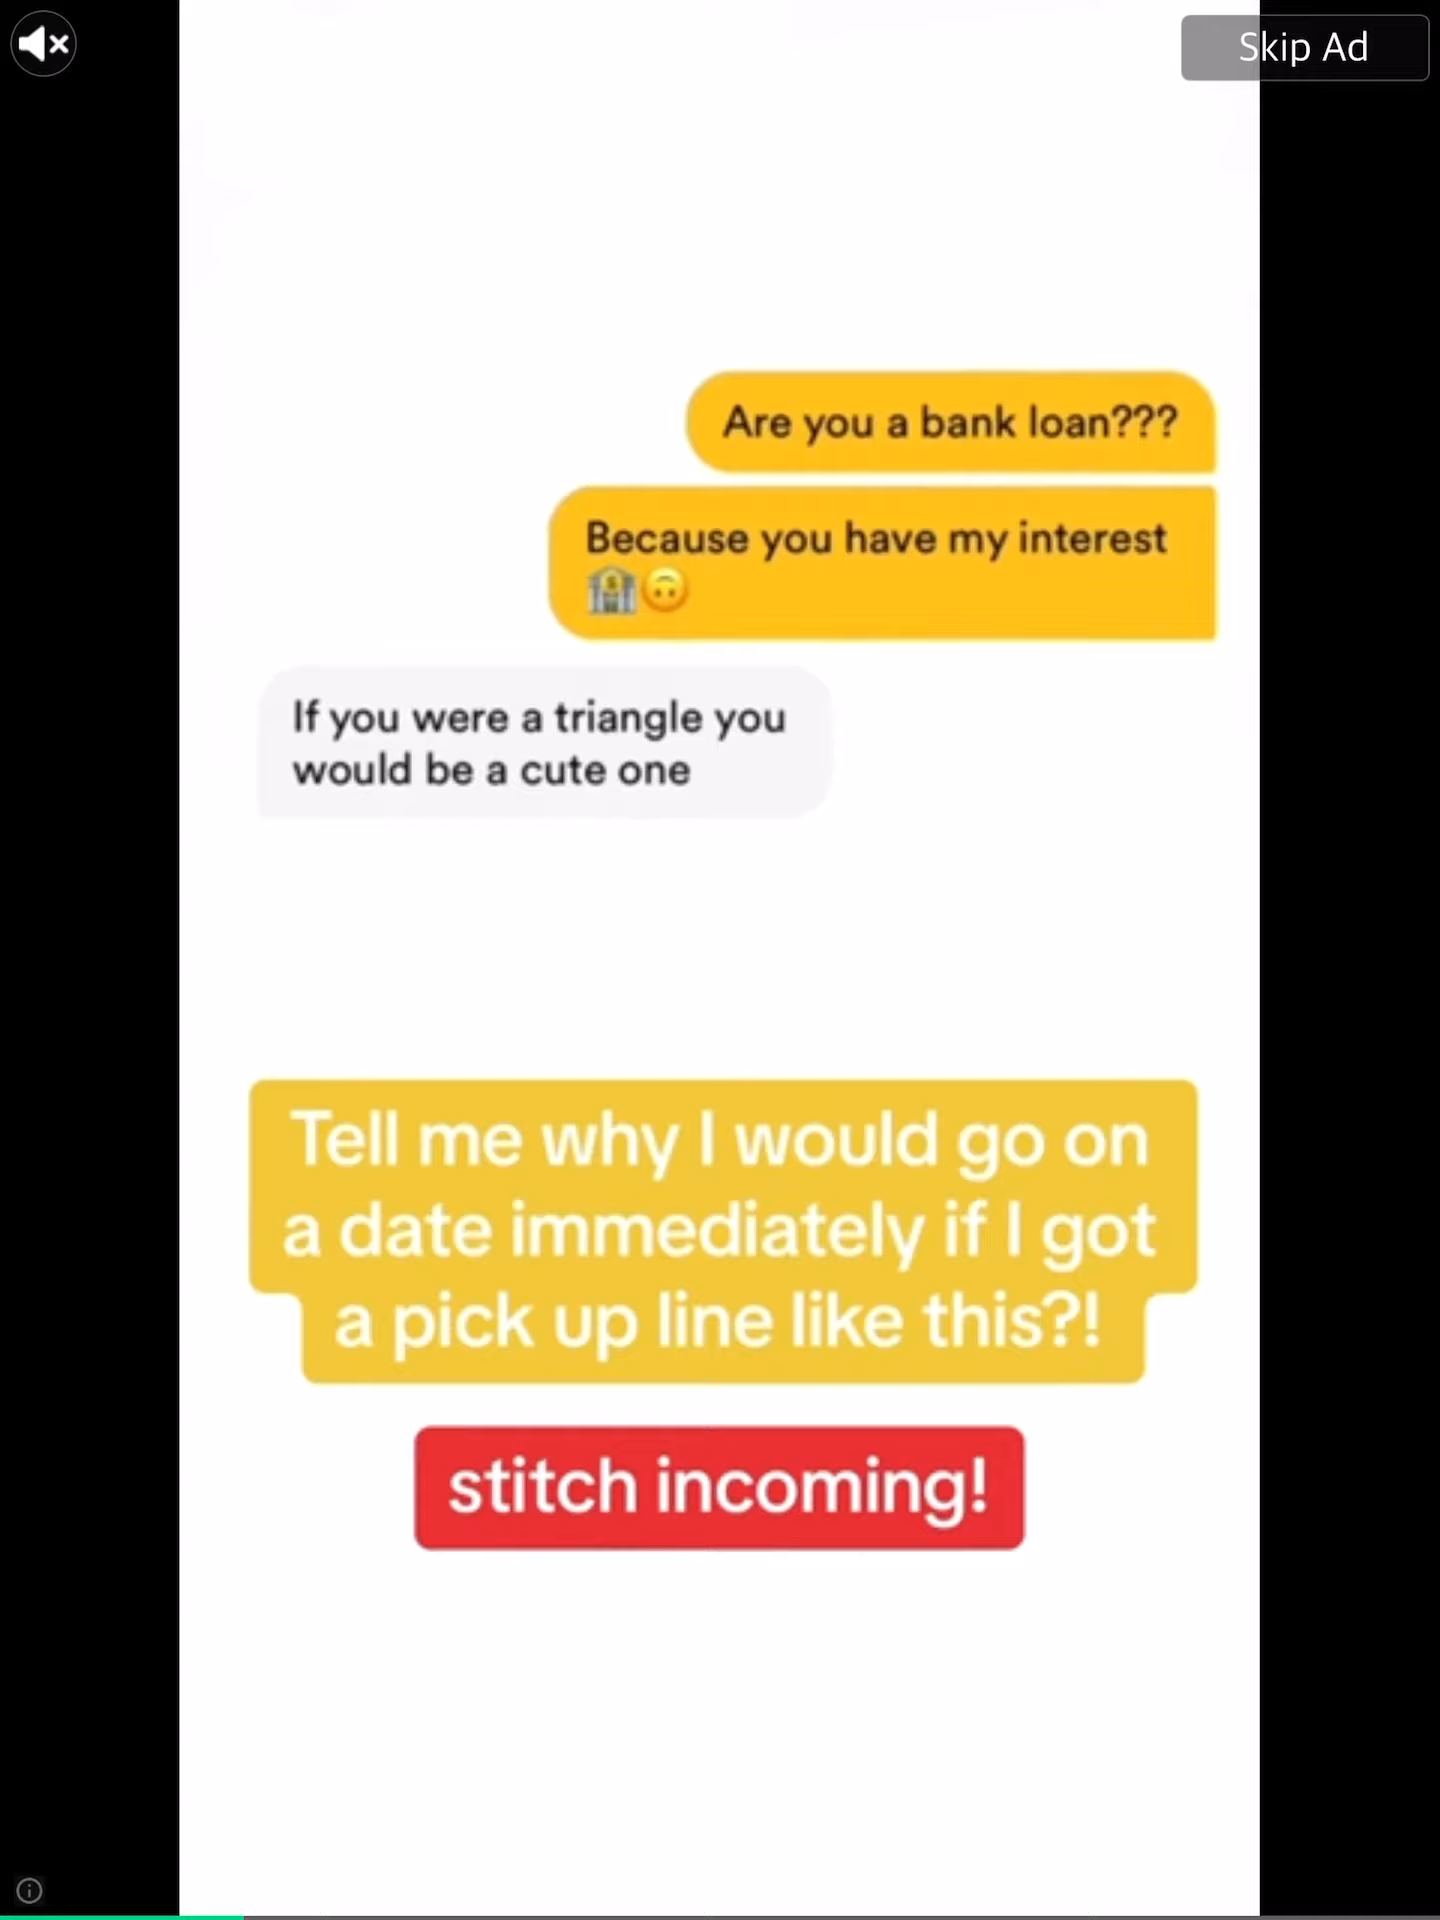 Skip Ad
Are you a bank loan???
Because you have my interest
🏦🙃
If you were a triangle you
would be a cute one
Tell me why I would go on
a date immediately if I got
a pick up line like this?!
stitch incoming!